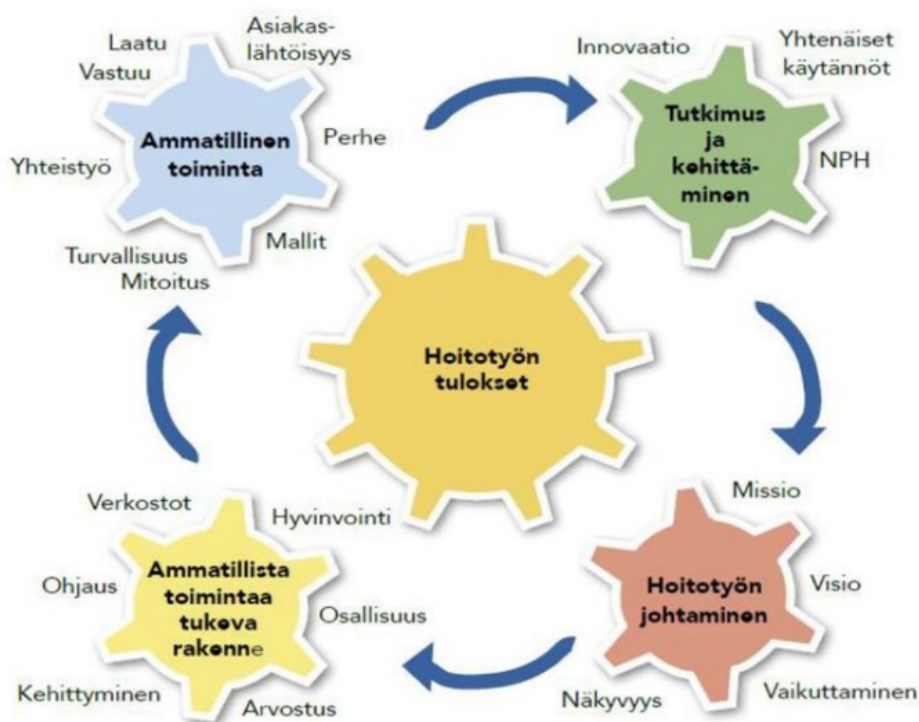 Laatu
Vastuu
Asiakas-
lähtöisyys
Ammatillinen
toiminta
Perhe
Yhteistyö
Mallit
Turvallisuus
Mitoitus
Innovaatio
Yhtenäiset
käytännöt
Tutkimus
ja
kehittä-
minen
NPH
Hoitotyön
tulokset
Missio
Hoitotyön
johtaminen
Visio
Näkyvyys
Vaikuttaminen
Verkostot
Hyvinvointi
Ohjaus
Ammatillista
toimintaa
tukeva
rakenne
Osallisuus
Kehittyminen
Arvostus